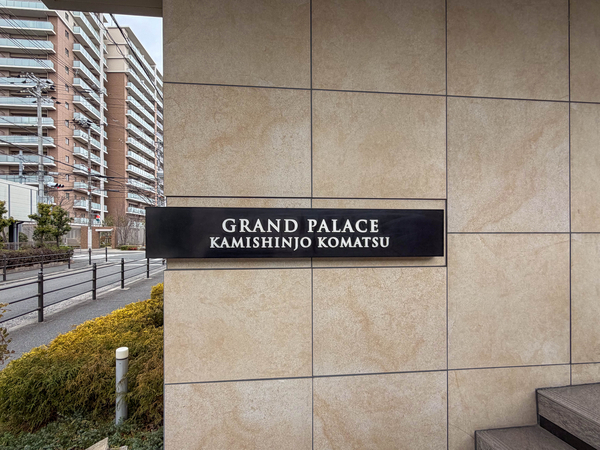 GRAND PALACE
KAMISHINJO KOMATSU